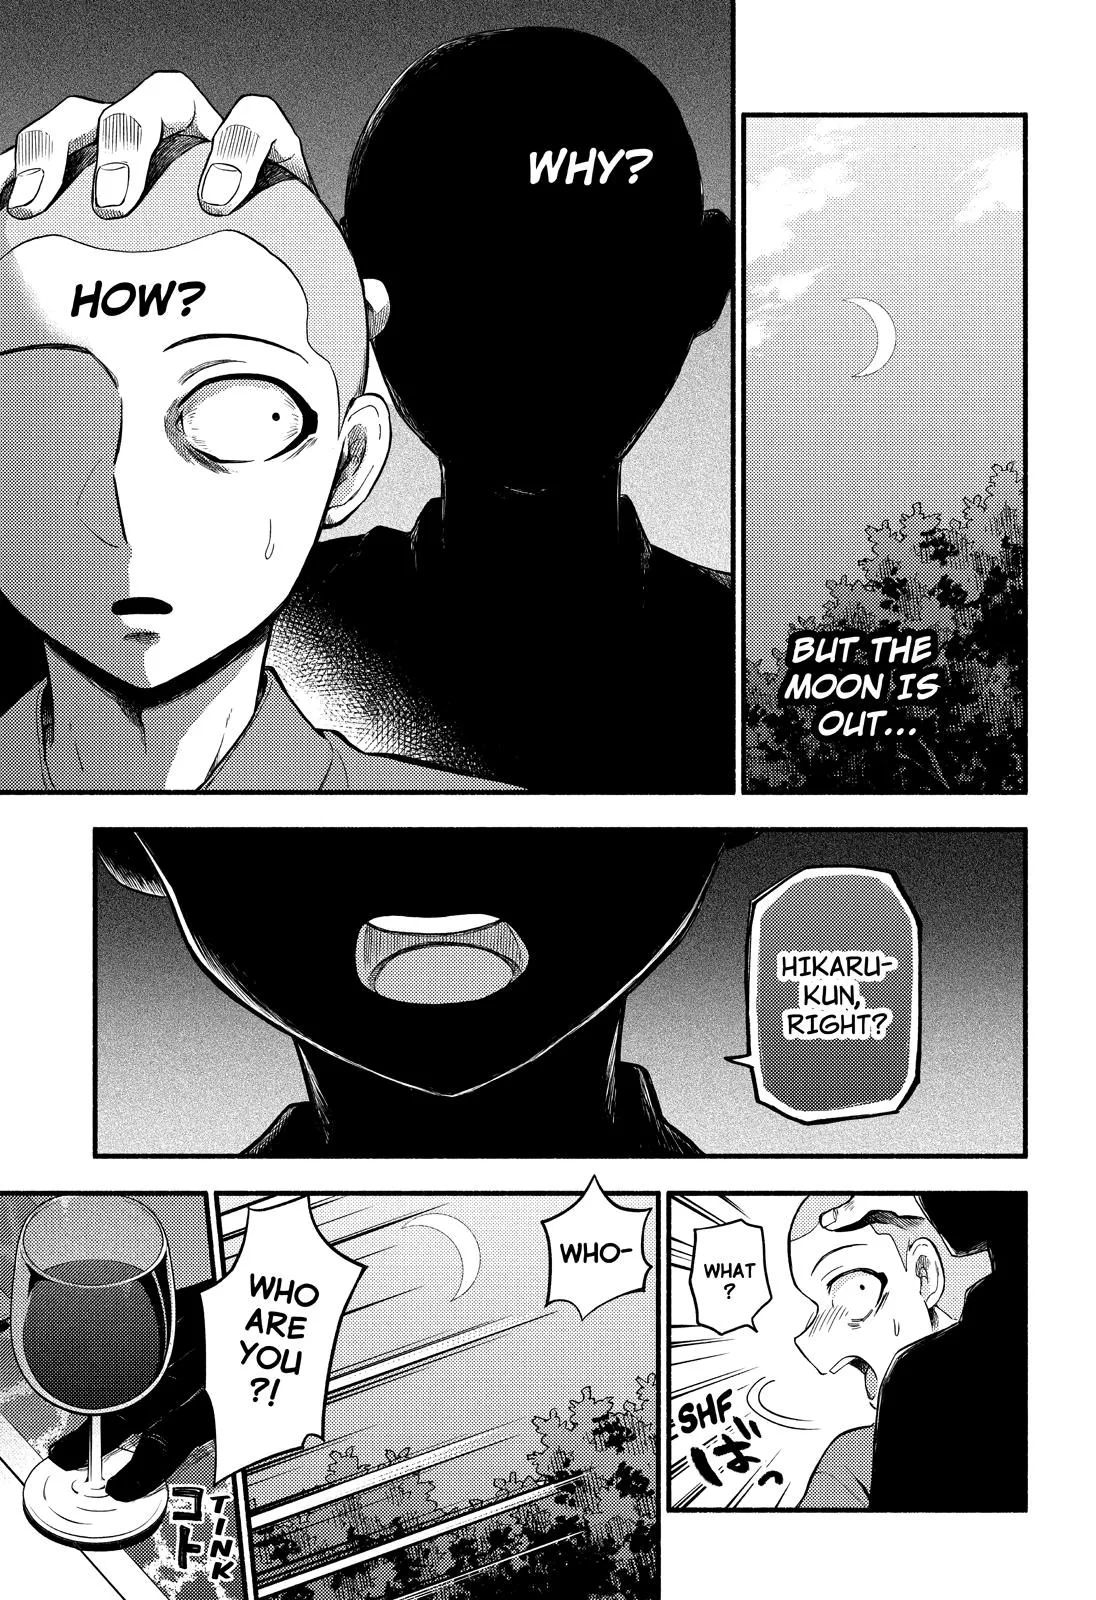 BUT THE
MOON IS
OUT...
WHY?
HOW?
HIKARU-
KUN,
RIGHT?
WHAT
?
FSHF
ばっ
WHO-
WHO
ARE
YOU
?!
TINK
コト